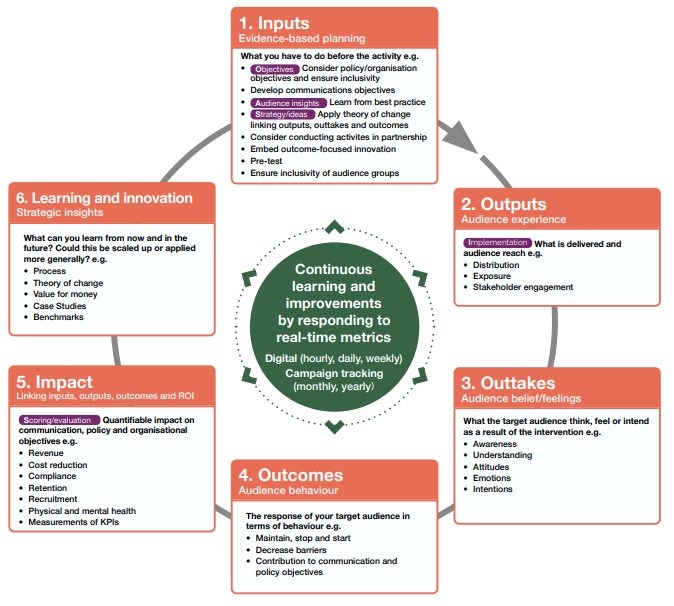 1. Inputs
Evidence-based planning
What you have to do before the activity e.g.
• Objectives Consider policy/organisation
objectives and ensure inclusivity
• Develop communications objectives
• Audience insights Learn from best practice
• Strategy/ideas Apply theory of change
linking outputs, outtakes and outcomes
• Consider conducting activites in partnership
• Embed outcome-focused innovation
• Pre-test
• Ensure inclusivity of audience groups
2. Outputs
Audience experience
Implementation What is delivered and
audience reach e.g.
• Distribution
• Exposure
• Stakeholder engagement
3. Outtakes
Audience belief/feelings
What the target audience think, feel or intend
as a result of the intervention e.g.
• Awareness
• Understanding
• Attitudes
• Emotions
• Intentions
4. Outcomes
Audience behaviour
The response of your target audience in
terms of behaviour e.g.
• Maintain, stop and start
• Decrease barriers
• Contribution to communication and
policy objectives
5. Impact
Linking inputs, outputs, outcomes and ROI
Scoring/evaluation Quantifiable impact on
communication, policy and organisational
objectives e.g.
• Revenue
• Cost reduction
• Compliance
• Retention
• Recruitment
• Physical and mental health
• Measurements of KPIs
6. Learning and innovation
Strategic insights
What can you learn from now and in the
future? Could this be scaled up or applied
more generally? e.g.
• Process
• Theory of change
• Value for money
• Case Studies
• Benchmarks
Continuous
learning and
improvements
by responding to
real-time metrics
Digital (hourly, daily, weekly)
Campaign tracking
(monthly, yearly)